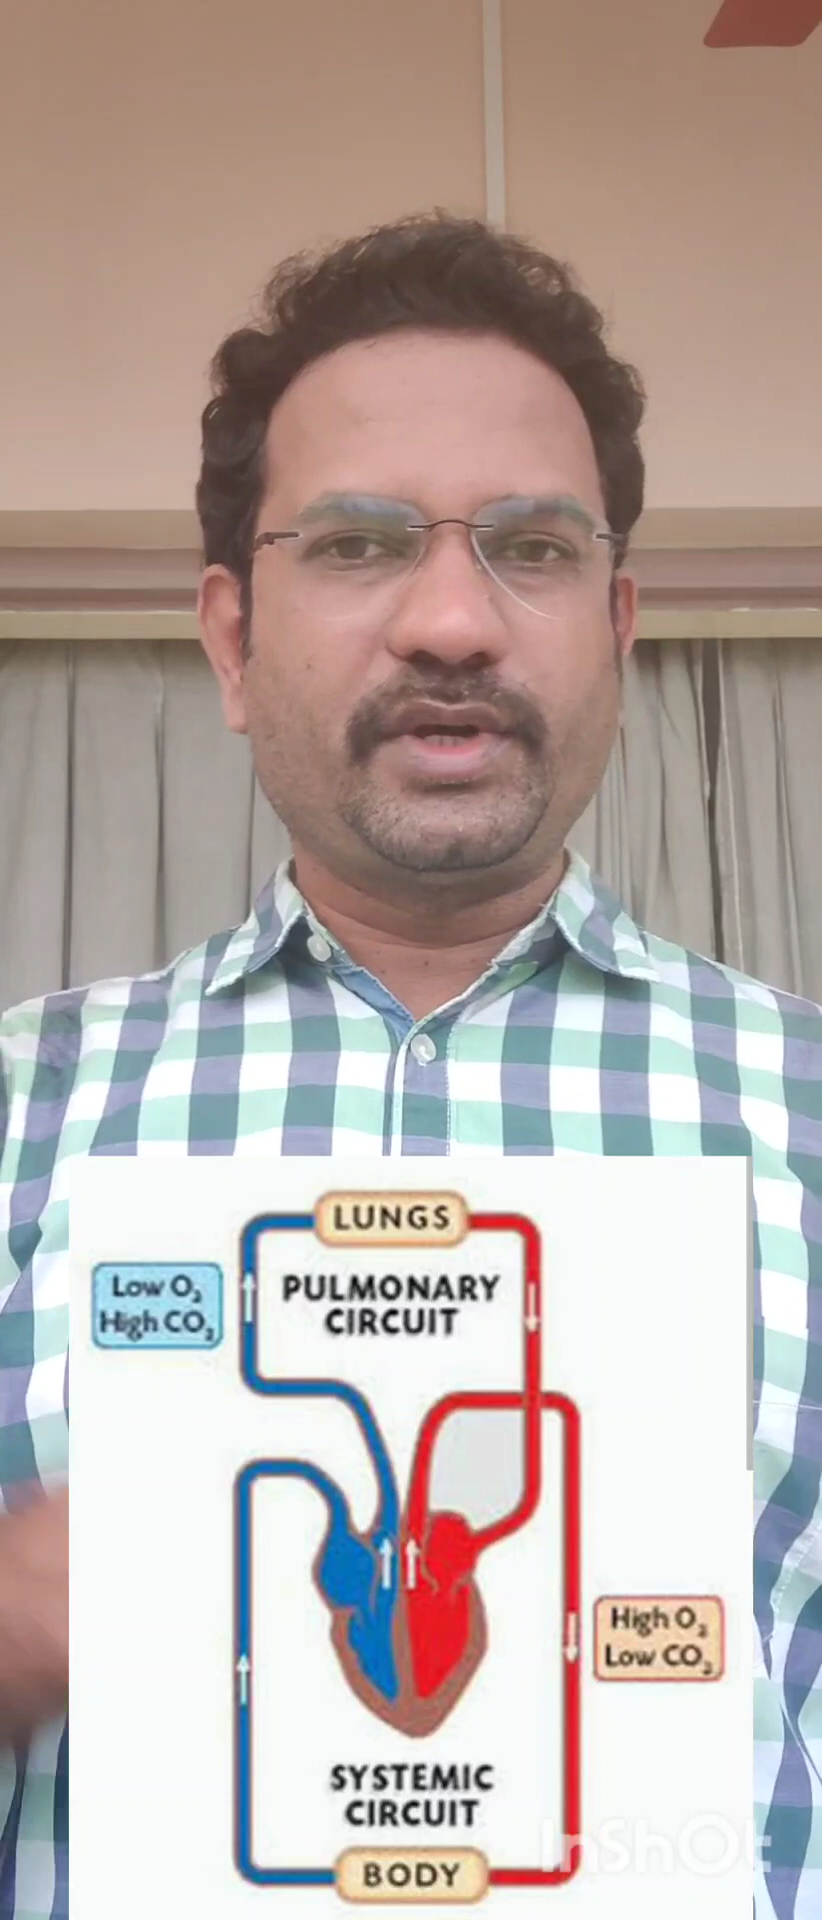 LUNGS
Low O₂
High CO₂
PULMONARY
CIRCUIT
High O₂
Low CO₂
SYSTEMIC
CIRCUIT
BODY
InShOt